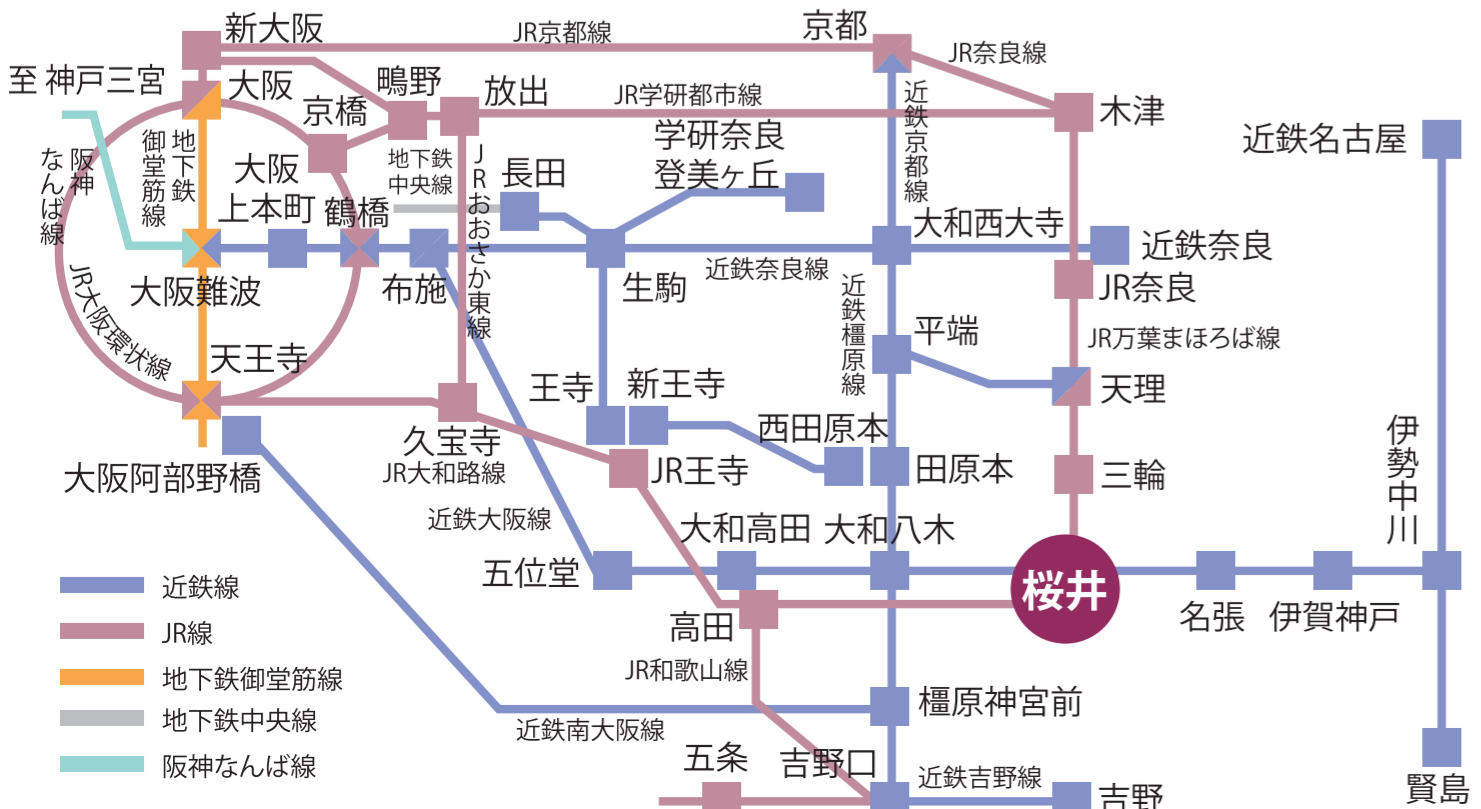 新大阪
JR京都線
京都
JR奈良線
至 神戸三宮
大阪
鴫野
放出
JR学研都市線
木津
京橋
近鉄京都線
学研奈良
登美ヶ丘
近鉄名古屋
阪神
なんば線
地下鉄
御堂筋線
地下鉄
中央線
JRおおさか東線
長田
大阪
上本町
鶴橋
大和西大寺
近鉄奈良
大阪難波
布施
生駒
近鉄奈良線
JR奈良
JR大阪環状線
近鉄橿原線
平端
JR万葉まほろば線
天王寺
王寺
新王寺
天理
西田原本
久宝寺
JR大和路線
JR王寺
田原本
三輪
伊勢中川
大阪阿部野橋
近鉄大阪線
大和高田
大和八木
五位堂
桜井
名張
伊賀神戸
高田
JR和歌山線
橿原神宮前
近鉄南大阪線
五条
吉野口
近鉄吉野線
吉野
賢島
近鉄線
JR線
地下鉄御堂筋線
地下鉄中央線
阪神なんば線